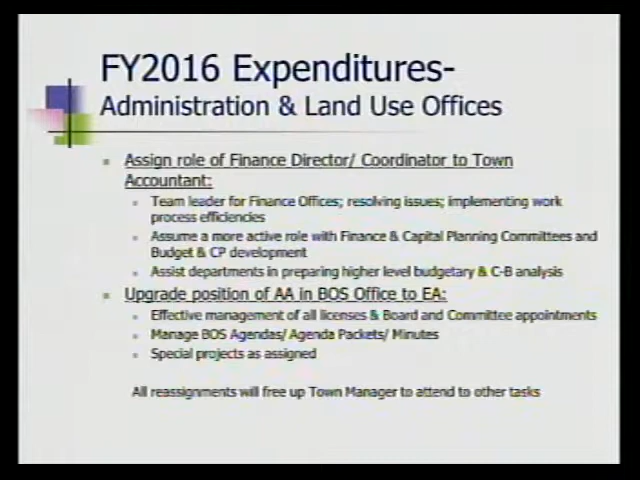 FY2016 Expenditures-
Administration & Land Use Offices
Assign role of Finance Director/ Coordinator to Town
Accountant:
Team leader for Finance Offices; resolving issues; implementing work
process efficiencies
Assume a more active role with Finance & Capital Planning Committees and
Budget & CP development
Assist departments in preparing higher level budgetary & C-B analysis
Upgrade position of AA in BOS Office to EA:
Effective management of all licenses & Board and Committee appointments
Manage BOS Agendas/ Agenda Packets/ Minutes
Special projects as assigned
All reassignments will free up Town Manager to attend to other tasks